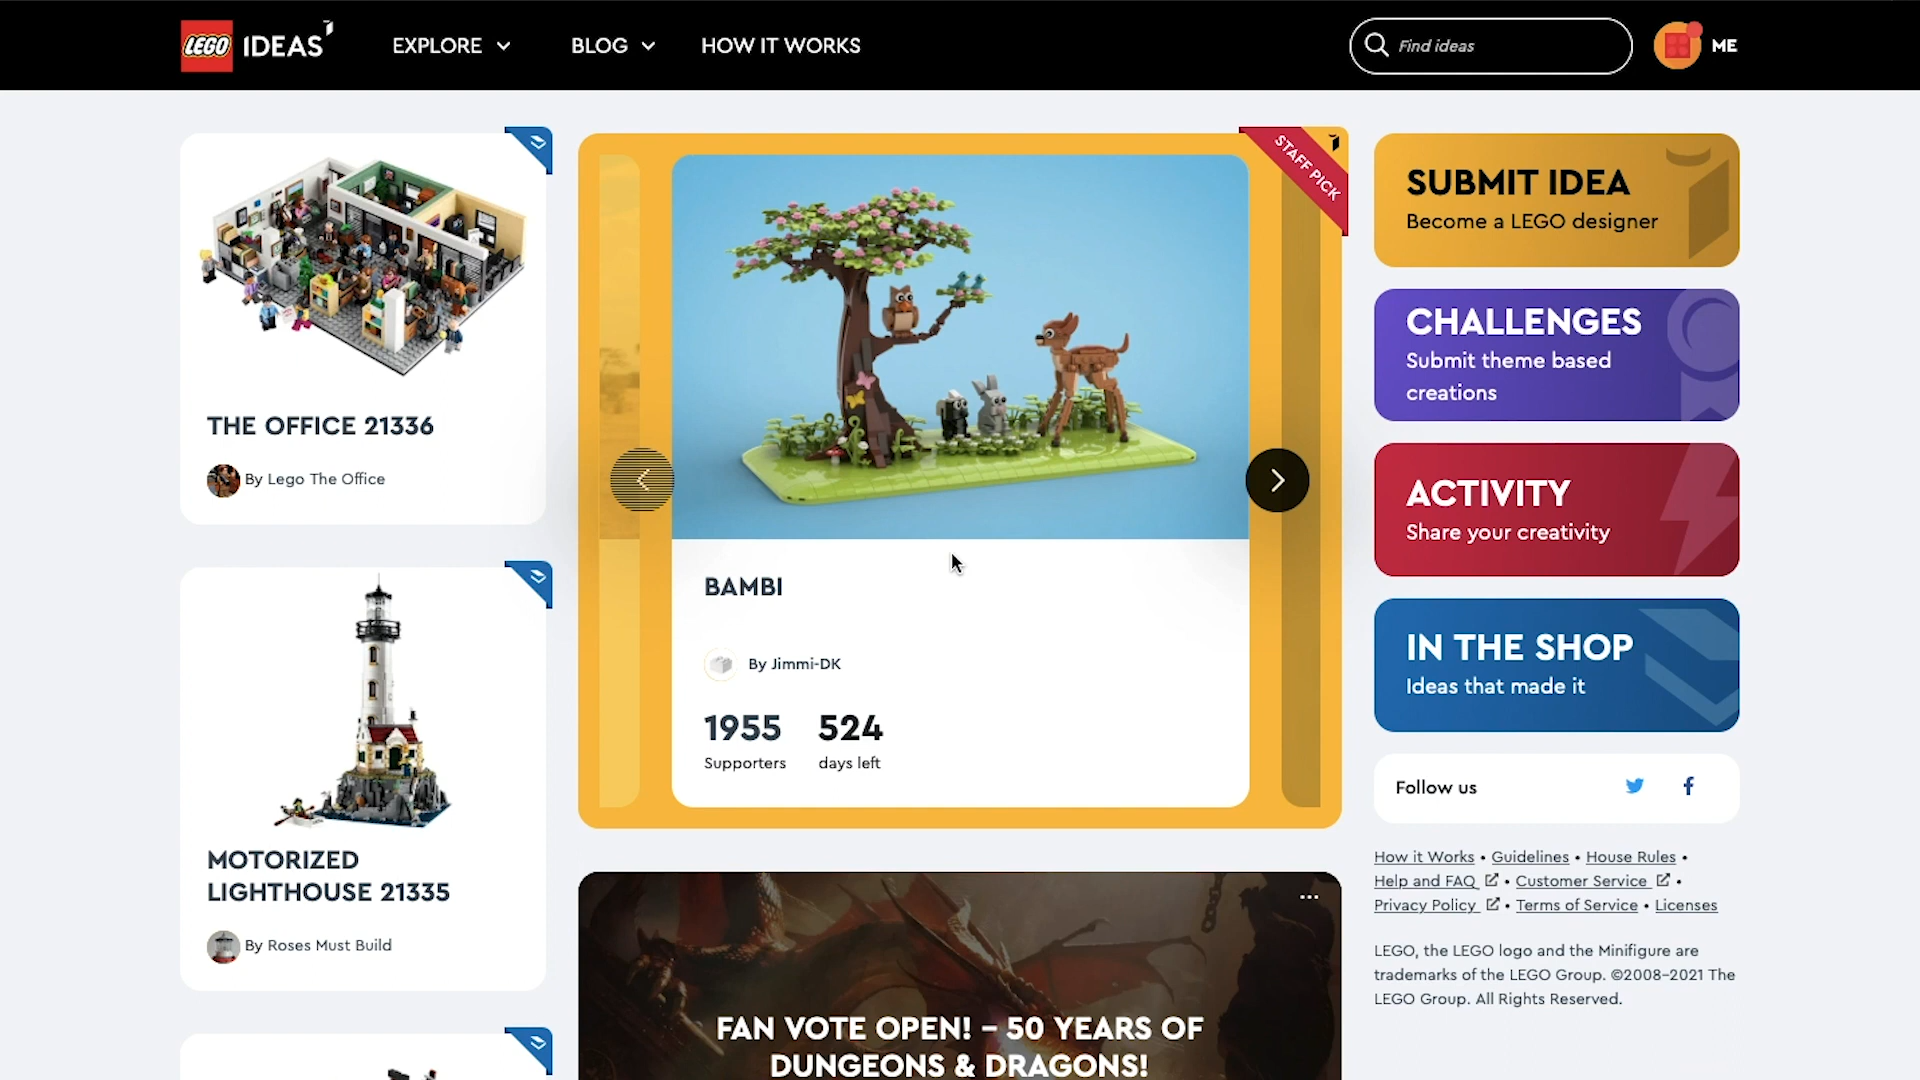 LEGO IDEAS
EXPLORE
BLOG
HOW IT WORKS
Find ideas
ME
THE OFFICE 21336
By Lego The Office
MOTORIZED
LIGHTHOUSE 21335
By Roses Must Build
STAFF PICK
BAMBI
By Jimmi-DK
1955 524
Supporters days left
FAN VOTE OPEN! - 50 YEARS OF
DUNGEONS & DRAGONS!
SUBMIT IDEA
Become a LEGO designer
CHALLENGES
Submit theme based
creations
ACTIVITY
Share your creativity
IN THE SHOP
Ideas that made it
Follow us
How it Works • Guidelines • House Rules •
Help and FAQ • Customer Service •
Privacy Policy • Terms of Service • Licenses
LEGO, the LEGO logo and the Minifigure are
trademarks of the LEGO Group. ©2008-2021 The
LEGO Group. All Rights Reserved.